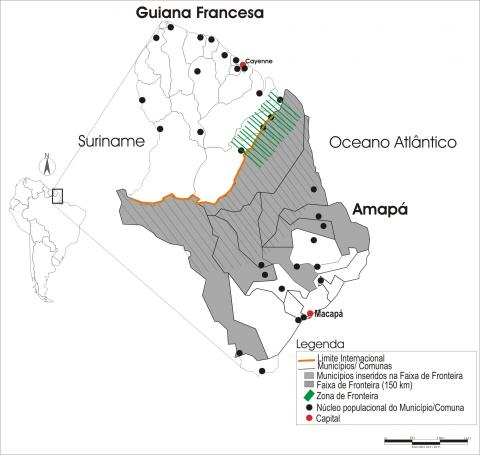 Guiana Francesa
Cayenne
Suriname
Oceano Atlântico
N
Amapá
Macapá
Legenda
Limite Internacional
Municípios/ Comunas
Municípios inseridos na Faixa de Fronteira
Faixa de Fronteira (150 km)
Zona de Fronteira
Núcleo populacional do Município/Comuna
Capital